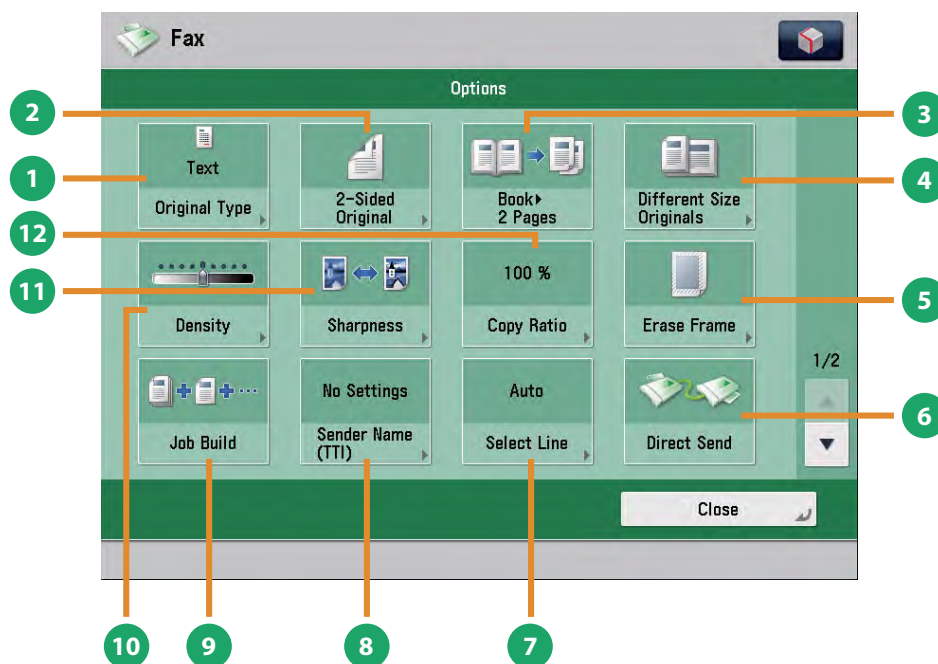 Fax
Options
2
3
1
4
12
11
5
10
6
9
8
7
Text
Original Type
2-Sided
Original
Book▸
2 Pages
Different Size
Originals
Density
Sharpness
100 %
Copy Ratio
Erase Frame
1/2
Job Build
No Settings
Sender Name
(TTI)
Auto
Select Line
Direct Send
Close